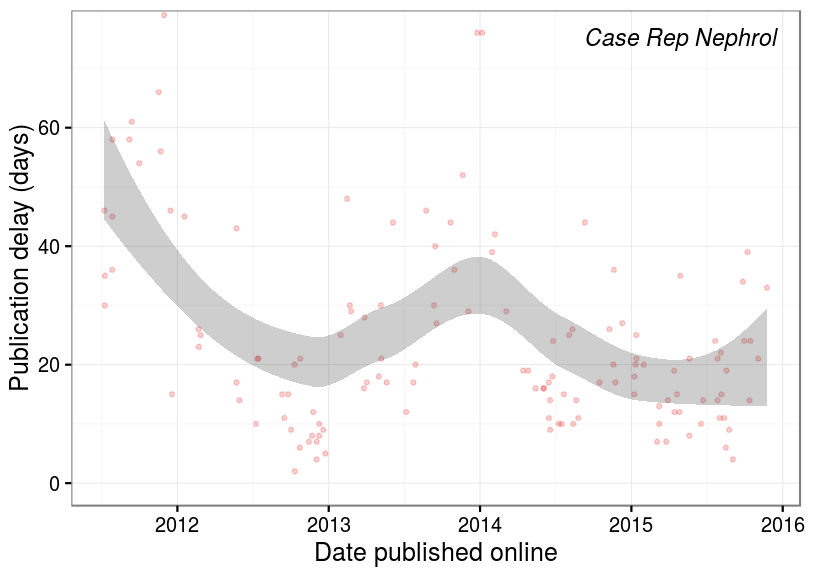 Case Rep Nephrol
Publication delay (days)
60
40
20
0
2012 2013 2014 2015 2016
Date published online